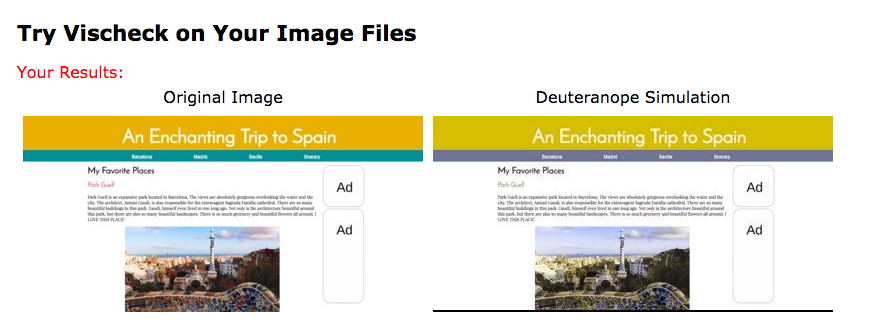 Try Vischeck on Your Image Files
Your Results:
Original Image
An Enchanting Trip to Spain
Barcelona Madrid Seville Itinerary
My Favorite Places
Park Guell
Park Guell is an expansive park located in Barcelona. The views are absolutely gorgeous overlooking the water and the
city. The architect, Antoni Gaudi, is also responsible for the extravagant Sagrada Familia cathedral. There are so many
beautiful buildings in this park. Gaudi, himself even lived in one long ago. Not only is the architecture beautiful around
this park, but there are also so many beautiful landscapes. There is so much greenery and beautiful flowers all around. I
LOVE THIS PLACE!
Ad
Ad
Deuteranope Simulation
An Enchanting Trip to Spain
Barcelona Madrid Seville Itinerary
My Favorite Places
Park Guell
Park Guell is an expansive park located in Barcelona. The views are absolutely gorgeous overlooking the water and the
city. The architect, Antoni Gaudi, is also responsible for the extravagant Sagrada Familia cathedral. There are so many
beautiful buildings in this park. Gaudi, himself even lived in one long ago. Not only is the architecture beautiful around
this park, but there are also so many beautiful landscapes. There is so much greenery and beautiful flowers all around. I
LOVE THIS PLACE!
Ad
Ad